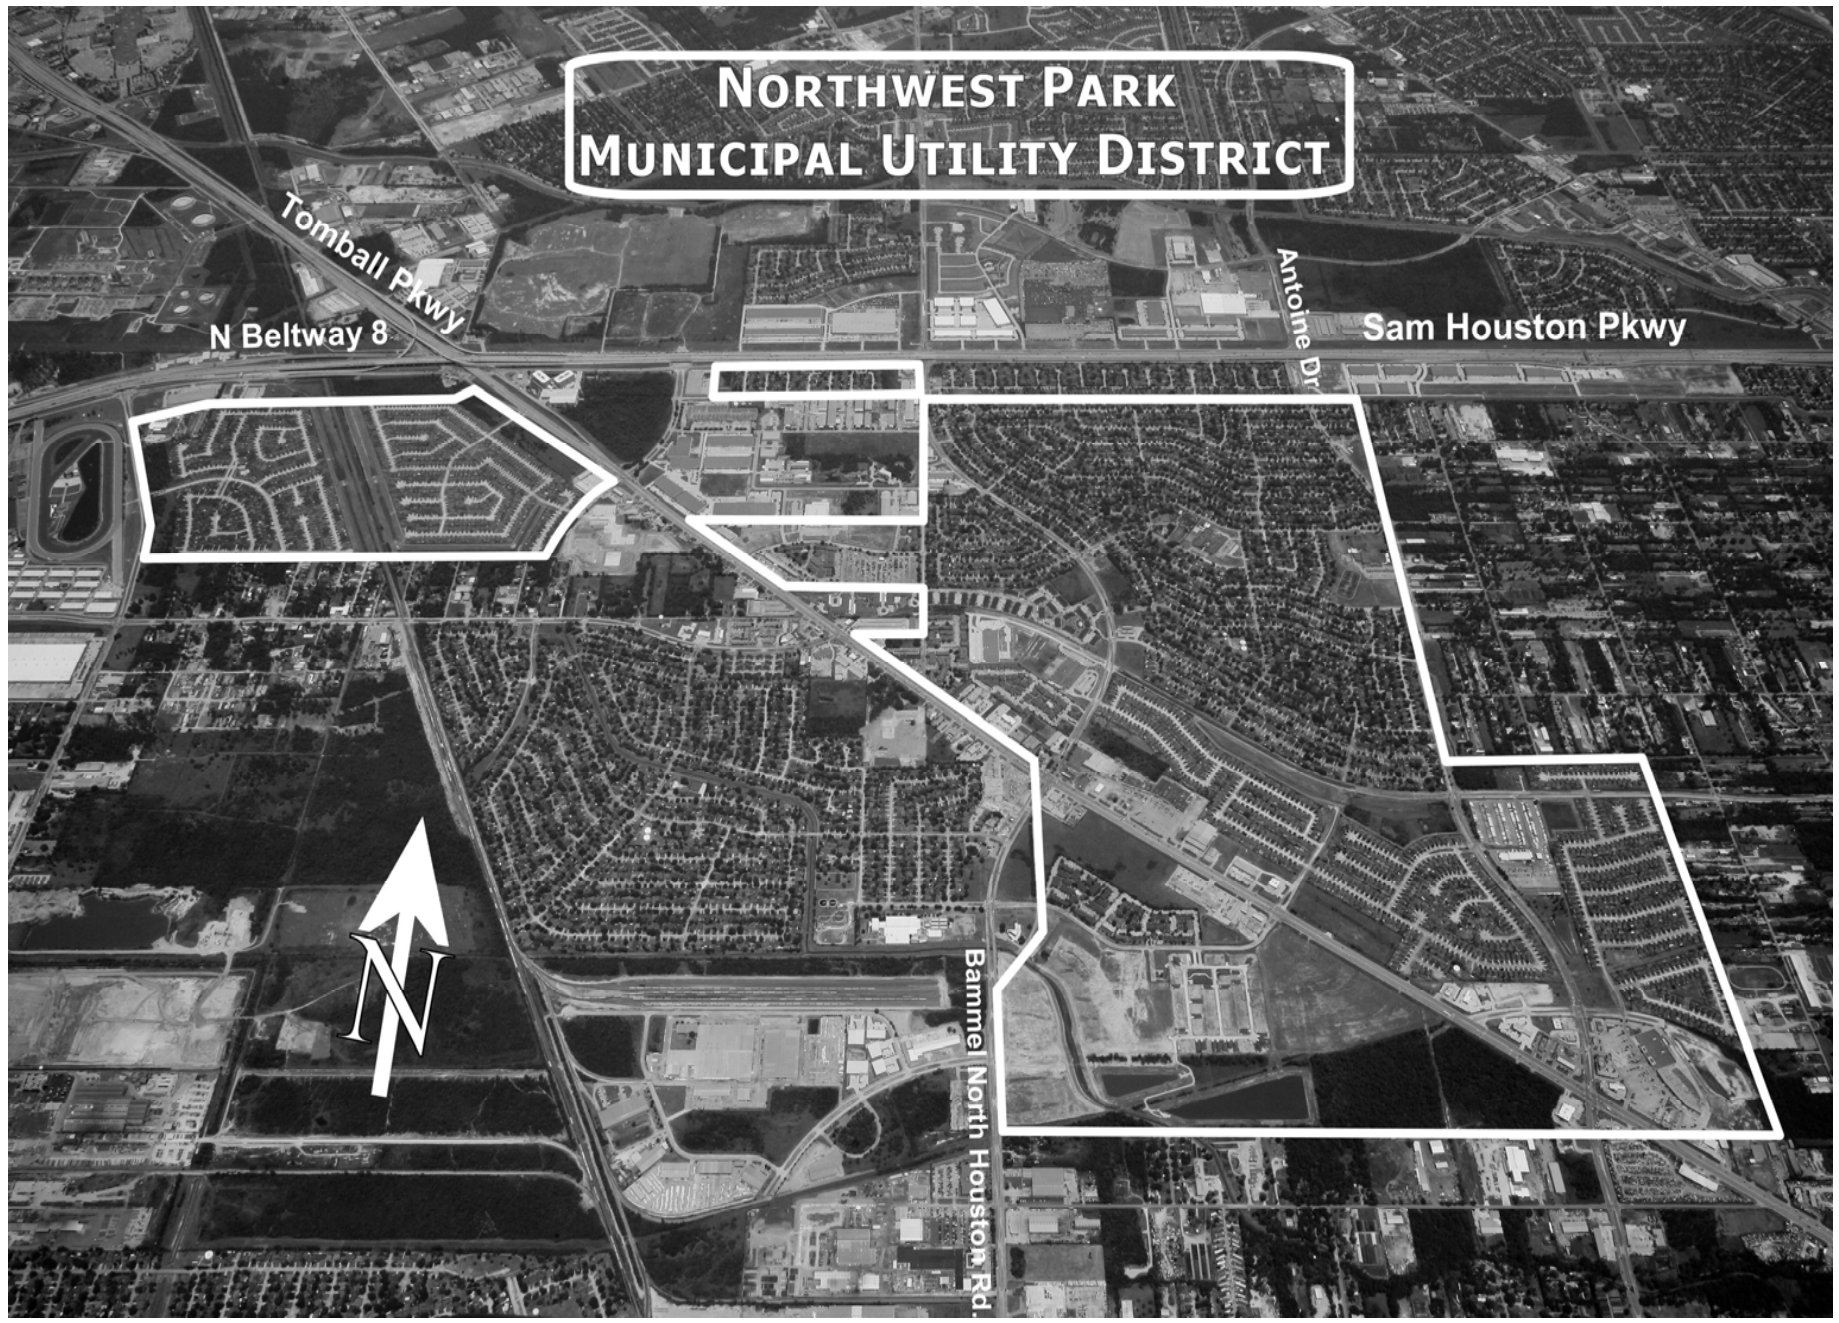 NORTHWEST PARK
MUNICIPAL UTILITY DISTRICT
Tomball Pkwy
N Beltway 8
Antoine Dr
Sam Houston Pkwy
N
Bammel North Houston Rd.